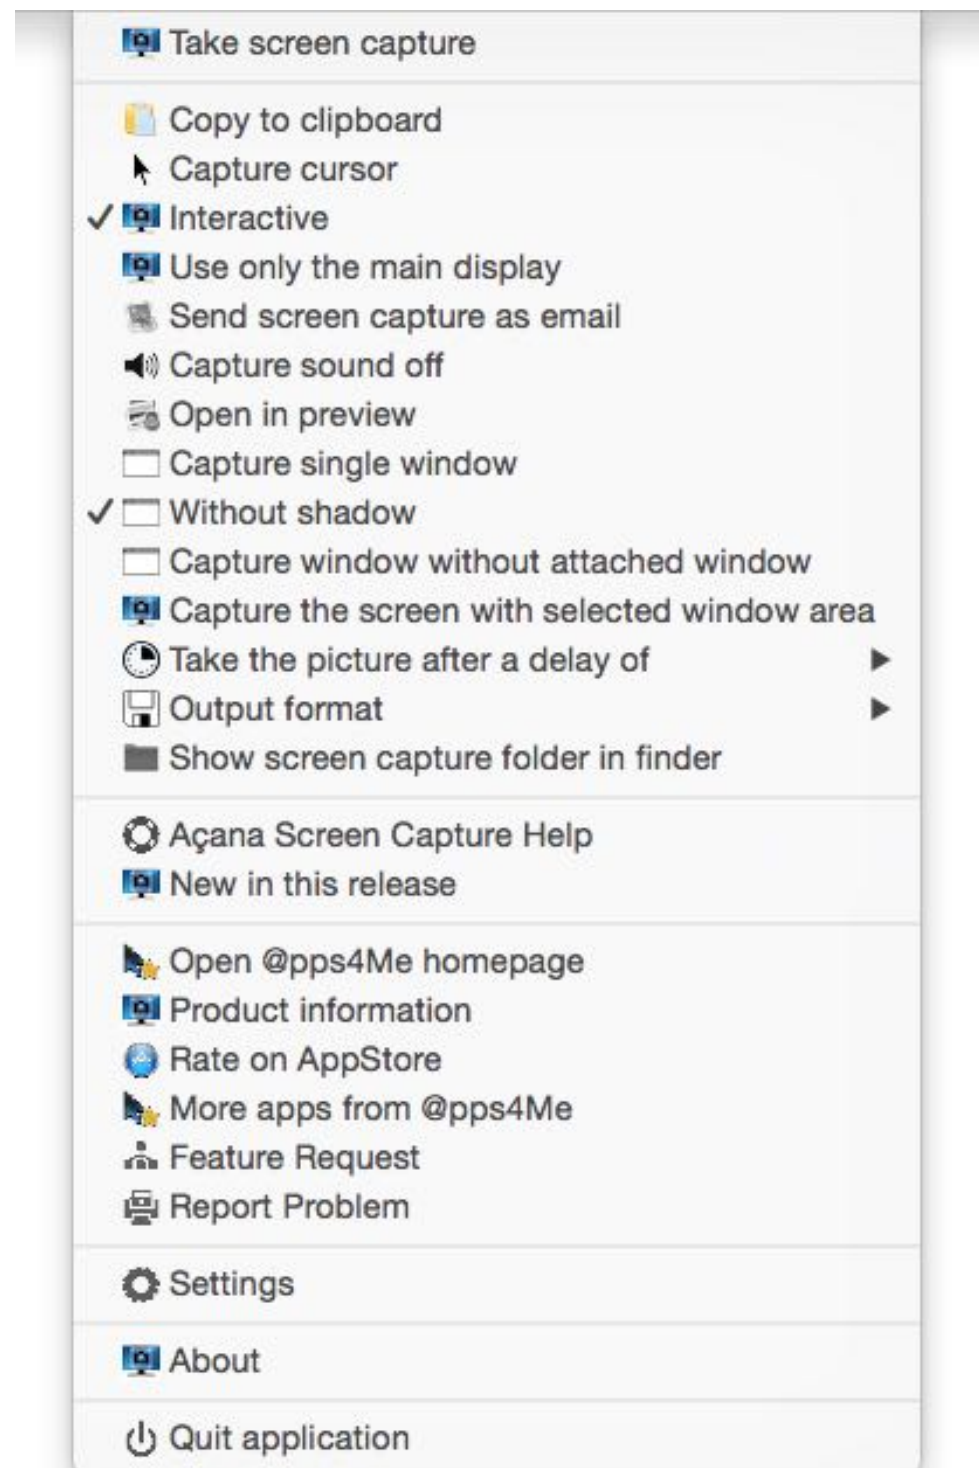 Take screen capture
Copy to clipboard
Capture cursor
Interactive
Use only the main display
Send screen capture as email
Capture sound off
Open in preview
Capture single window
Without shadow
Capture window without attached window
Capture the screen with selected window area
Take the picture after a delay of
Output format
Show screen capture folder in finder
Açana Screen Capture Help
New in this release
Open @pps4Me homepage
Product information
Rate on AppStore
More apps from @pps4Me
Feature Request
Report Problem
Settings
About
Quit application